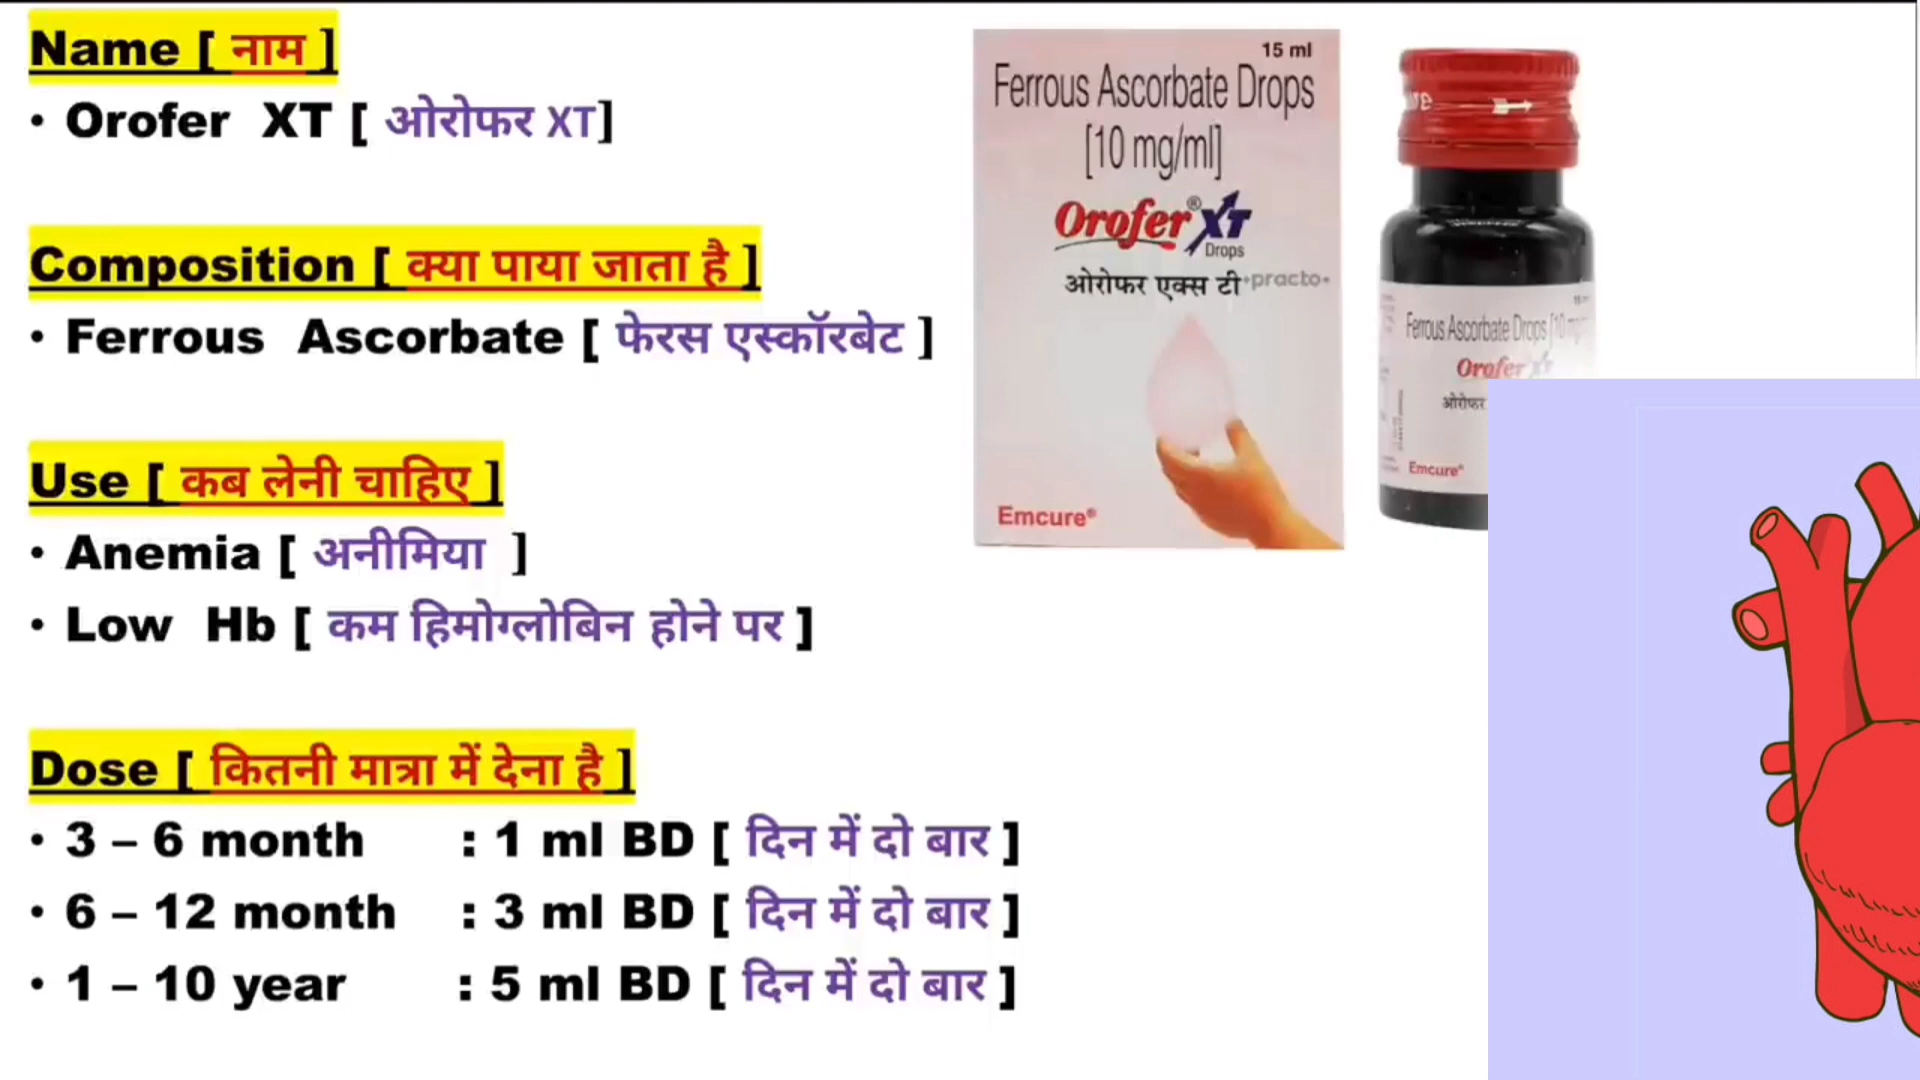 Name [ नाम ]
• Orofer XT [ ओरोफर XT]
Composition [ क्या पाया जाता है ]
• Ferrous Ascorbate [ फेरस एस्कॉरबेट ]
Use [ कब लेनी चाहिए ]
• Anemia [ अनीमिया ]
• Low Hb [ कम हिमोग्लोबिन होने पर ]
Dose [ कितनी मात्रा में देना है ]
• 3 – 6 month : 1 ml BD [ दिन में दो बार ]
• 6 – 12 month : 3 ml BD [ दिन में दो बार ]
• 1 – 10 year : 5 ml BD [ दिन में दो बार ]
15 ml
Ferrous Ascorbate Drops
[10 mg/ml]
Orofer® XT
Drops
ओरोफर एक्स टी
•practo•
Emcure®
Ferrous Ascorbate Drops
Orofer XT
ओरोफर
Emcure®